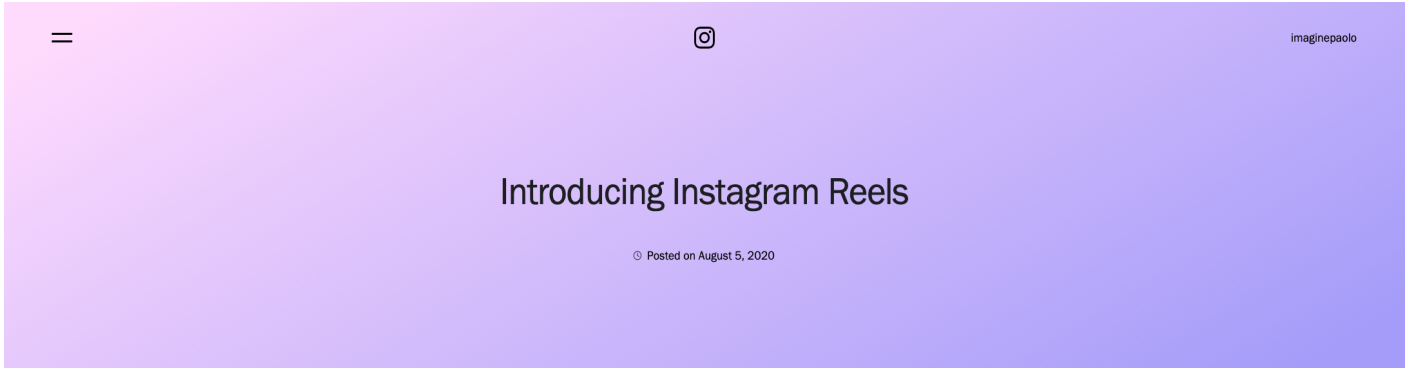 imaginepaolo
Introducing Instagram Reels
Posted on August 5, 2020